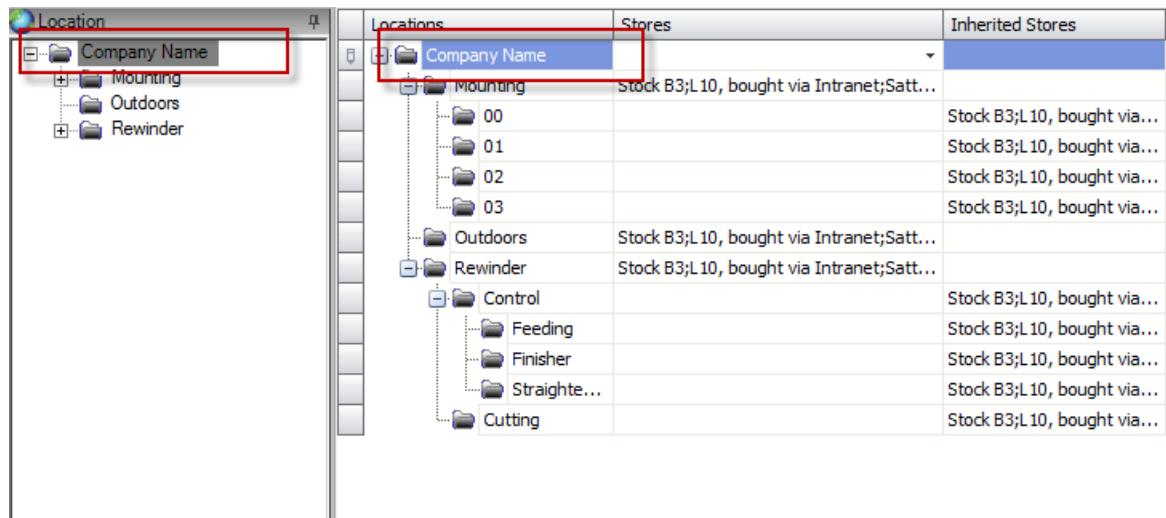 Location
Company Name
Mounting
Outdoors
Rewinder
Locations Stores Inherited Stores
Company Name
Mounting Stock B3;L10, bought via Intranet;Satt...
00 Stock B3;L10, bought via...
01 Stock B3;L10, bought via...
02 Stock B3;L10, bought via...
03 Stock B3;L10, bought via...
Outdoors Stock B3;L10, bought via Intranet;Satt...
Rewinder Stock B3;L10, bought via Intranet;Satt...
Control Stock B3;L10, bought via...
Feeding Stock B3;L10, bought via...
Finisher Stock B3;L10, bought via...
Straighte... Stock B3;L10, bought via...
Cutting Stock B3;L10, bought via...